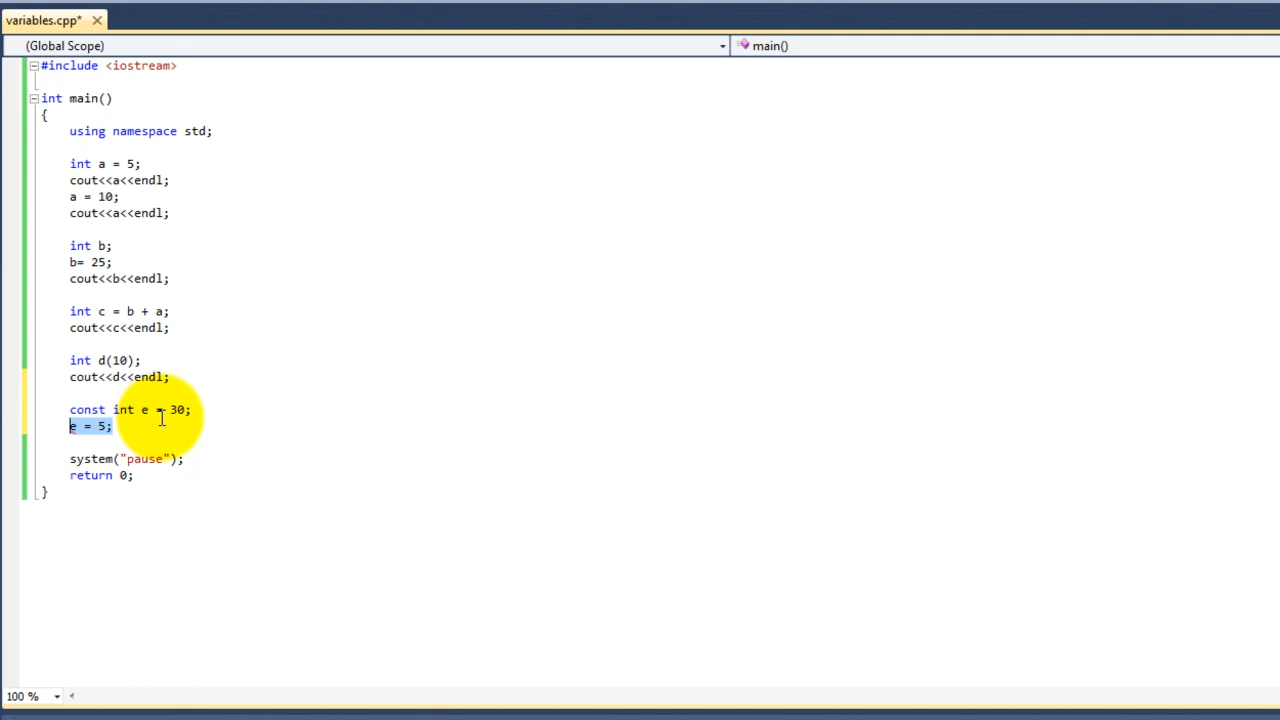 variables.cpp*
(Global Scope) main()
#include <iostream>
int main()
{
using namespace std;
int a = 5;
cout<<a<<endl;
a = 10;
cout<<a<<endl;
int b;
b= 25;
cout<<b<<endl;
int c = b + a;
cout<<c<<endl;
int d(10);
cout<<d<<endl;
const int e = 30;
e = 5;
system("pause");
return 0;
}
100 %